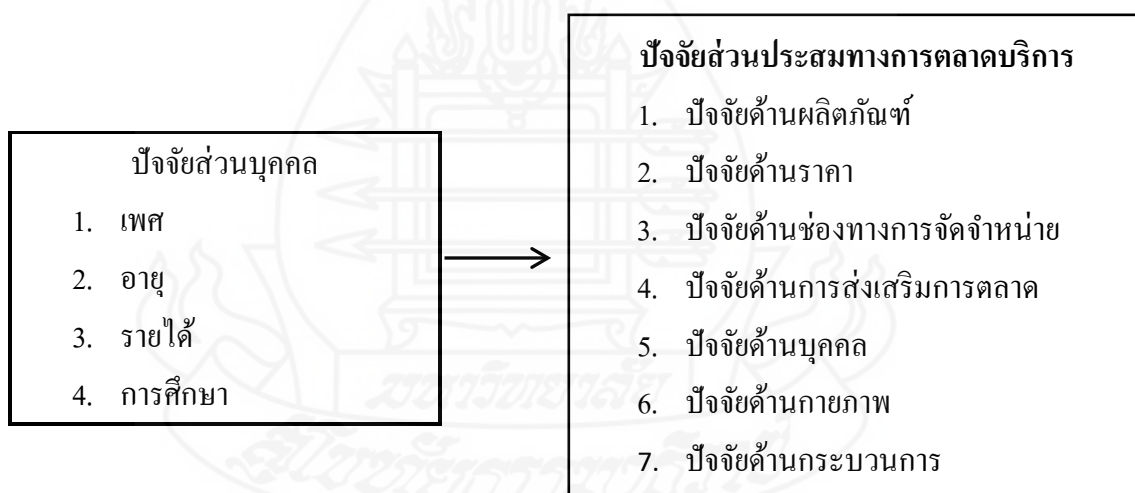 ปัจจัยส่วนบุคคล
1. เพศ
2. อายุ
3. รายได้
4. การศึกษา
ปัจจัยส่วนประสมทางการตลาดบริการ
1. ปัจจัยด้านผลิตภัณฑ์
2. ปัจจัยด้านราคา
3. ปัจจัยด้านช่องทางการจัดจำหน่าย
4. ปัจจัยด้านการส่งเสริมการตลาด
5. ปัจจัยด้านบุคคล
6. ปัจจัยด้านกายภาพ
7. ปัจจัยด้านกระบวนการ
มหาวิทยาลัย